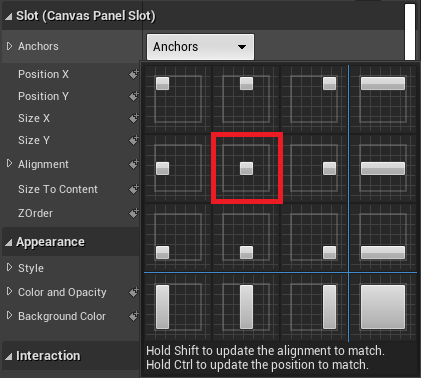 Slot (Canvas Panel Slot)
Anchors
Anchors
Position X
Position Y
Size X
Size Y
Alignment
Size To Content
ZOrder
Appearance
Style
Color and Opacity
Background Color
Interaction
Hold Shift to update the alignment to match.
Hold Ctrl to update the position to match.